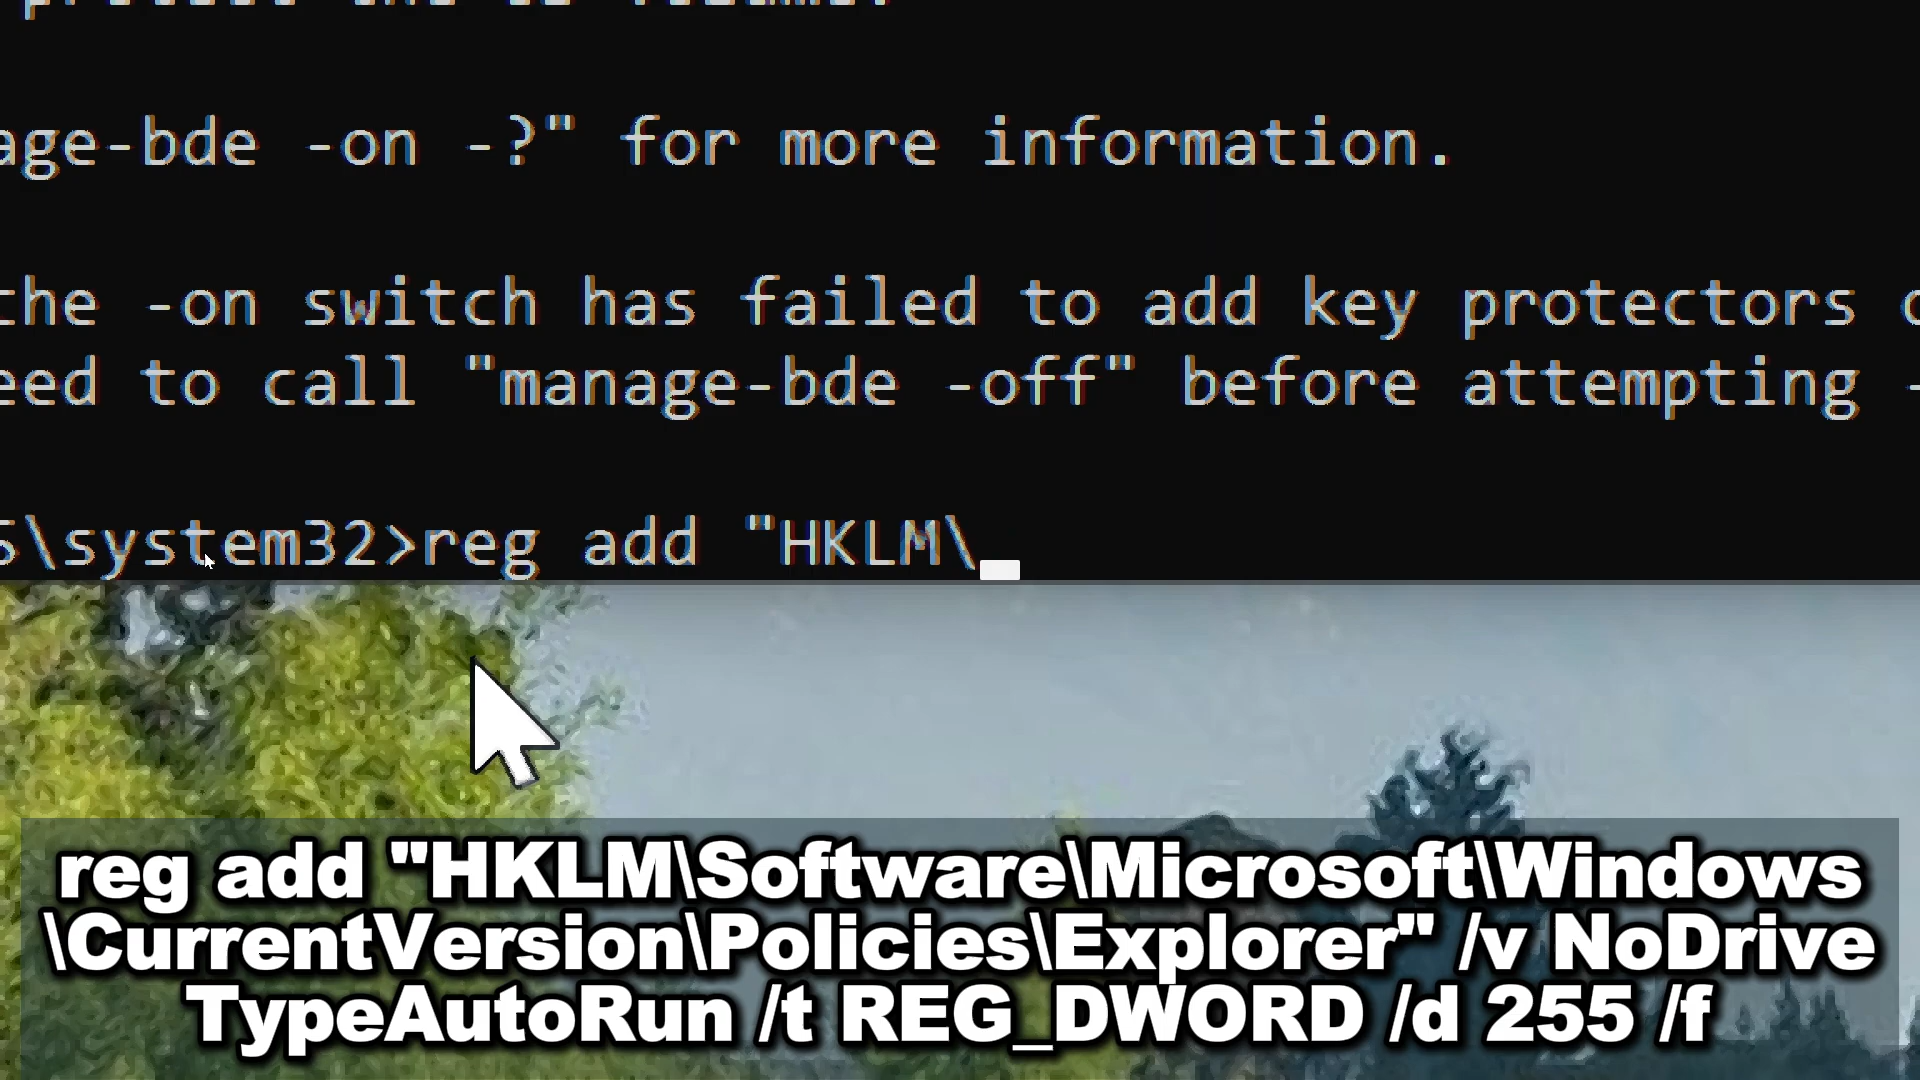 age-bde -on -?" for more information.
the -on switch has failed to add key protectors
eed to call "manage-bde -off" before attempting -
\system32>reg add "HKLM\
reg add "HKLM\Software\Microsoft\Windows
\CurrentVersion\Policies\Explorer" /v NoDrive
TypeAutoRun /t REG_DWORD /d 255 /f